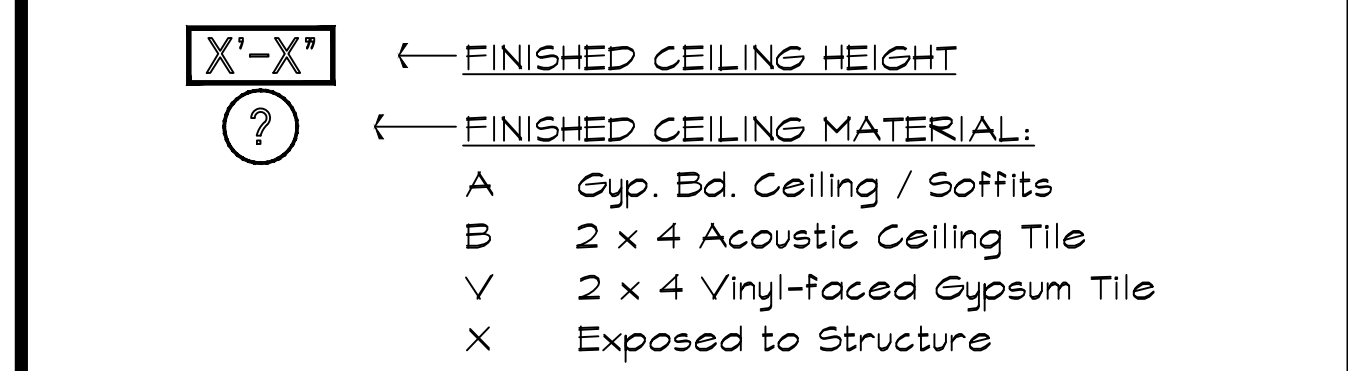 X'-X" FINISHED CEILING HEIGHT
? FINISHED CEILING MATERIAL:
A Gyp. Bd. Ceiling / Soffits
B 2 x 4 Acoustic Ceiling Tile
V 2 x 4 Vinyl-faced Gypsum Tile
X Exposed to Structure